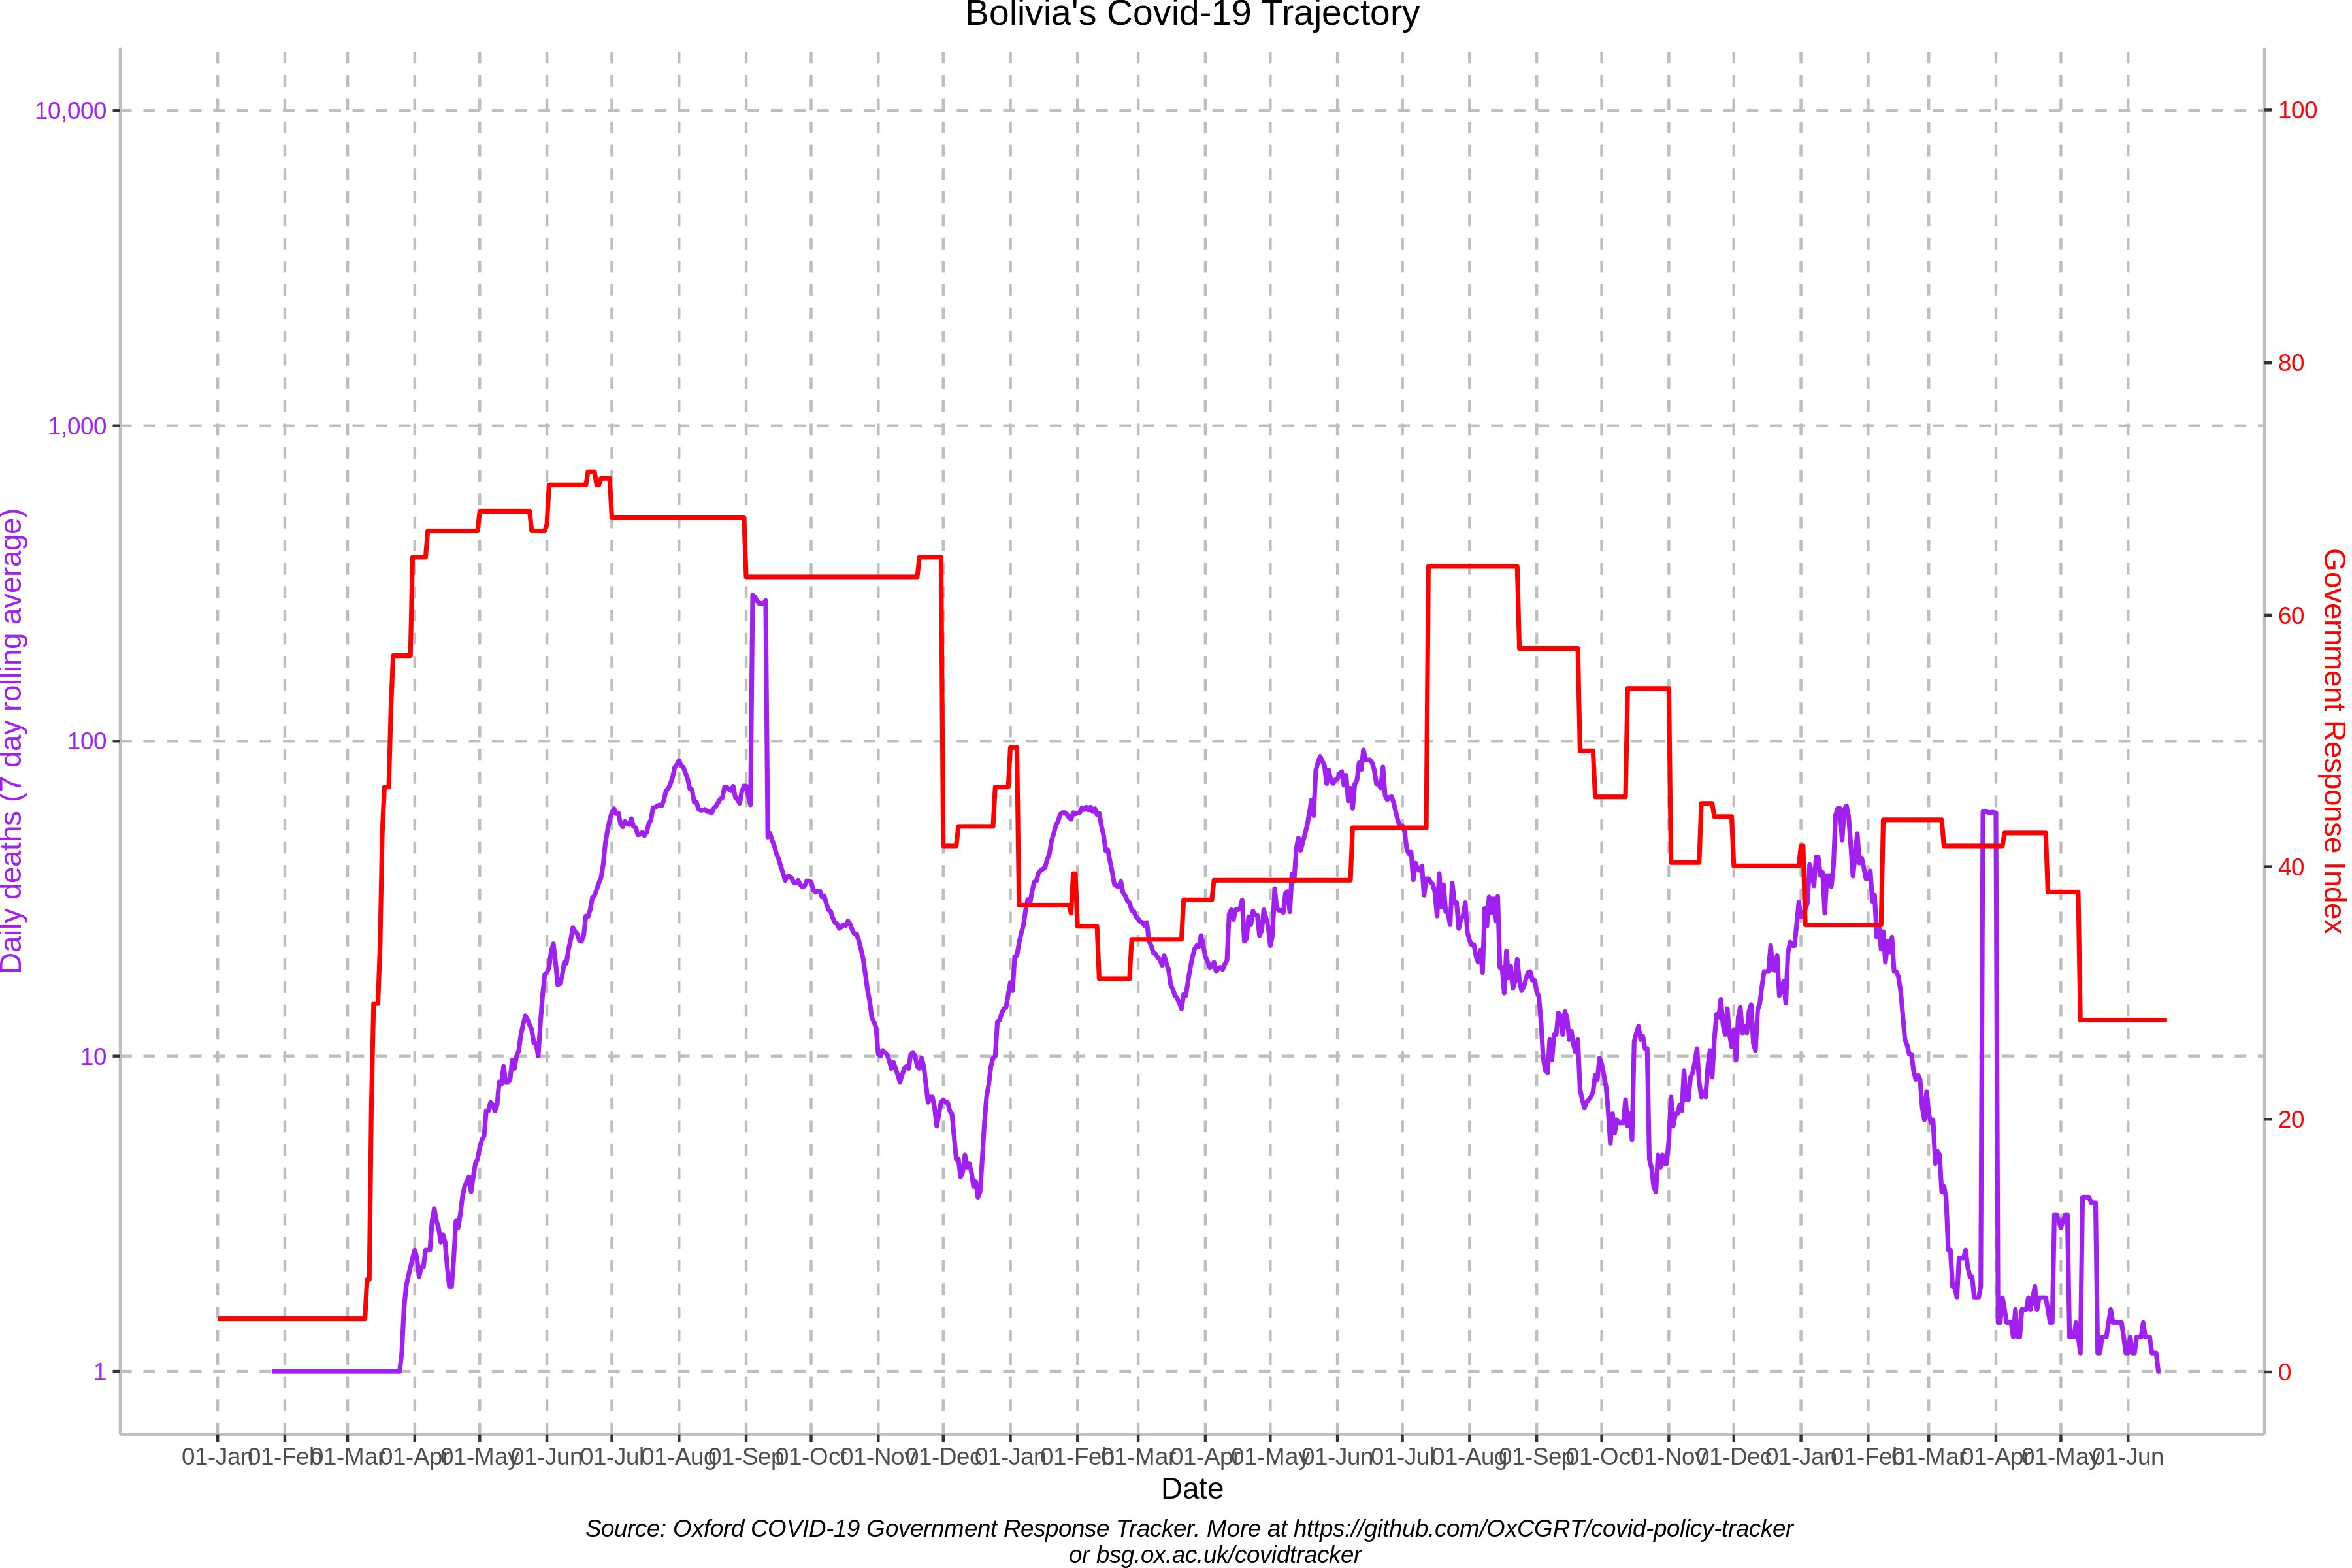 Bolivia's Covid-19 Trajectory
10,000
1,000
100
10
1
Daily deaths (7 day rolling average)
100
80
60
40
20
0
Government Response Index
01-Jan 01-Feb 01-Mar 01-Apr 01-May 01-Jun 01-Jul 01-Aug 01-Sep 01-Oct 01-Nov 01-Dec 01-Jan 01-Feb 01-Mar 01-Apr 01-May 01-Jun 01-Jul 01-Aug 01-Sep 01-Oct 01-Nov 01-Dec 01-Jan 01-Feb 01-Mar 01-Apr 01-May 01-Jun
Date
Source: Oxford COVID-19 Government Response Tracker. More at https://github.com/OxCGRT/covid-policy-tracker
or bsg.ox.ac.uk/covidtracker